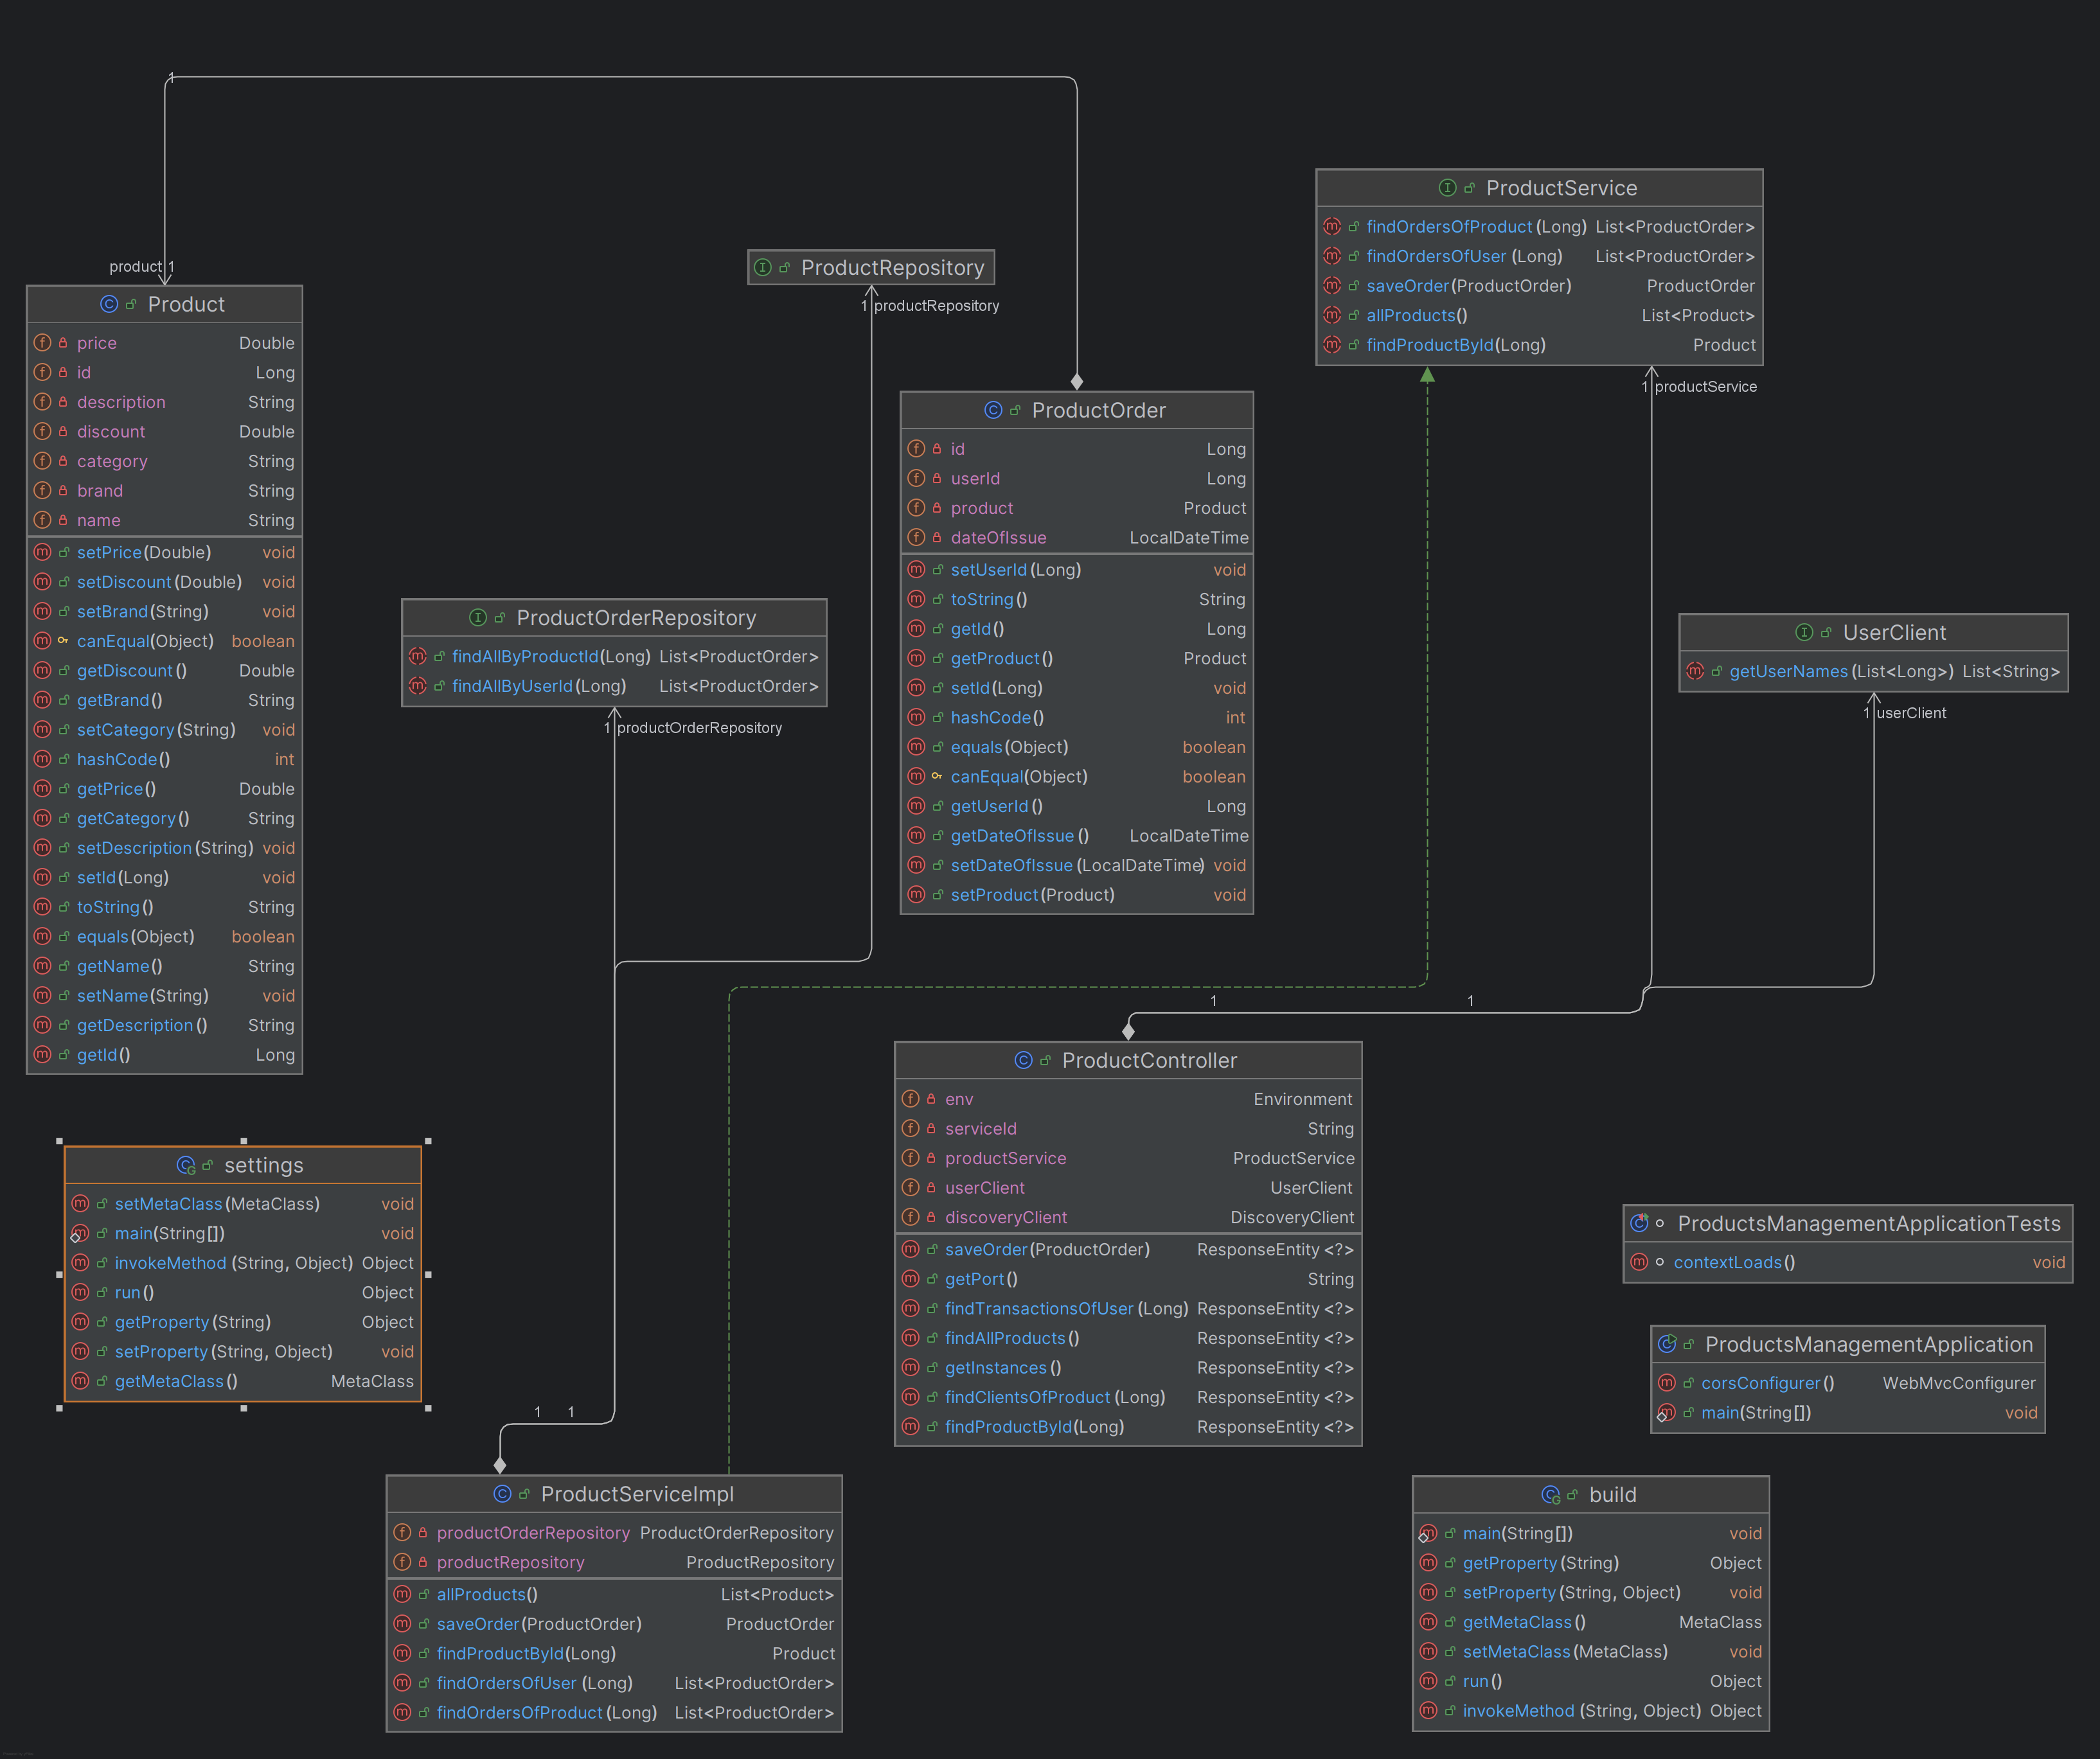 1
product 1
Product
price Double
id Long
description String
discount Double
category String
brand String
name String
setPrice(Double) void
setDiscount(Double) void
setBrand(String) void
canEqual(Object) boolean
getDiscount() Double
getBrand() String
setCategory(String) void
hashCode() int
getPrice() Double
getCategory() String
setDescription(String) void
setId(Long) void
toString() String
equals(Object) boolean
getName() String
setName(String) void
getDescription() String
getId() Long
ProductRepository
1 productRepository
ProductService
findOrdersOfProduct(Long) List<ProductOrder>
findOrdersOfUser(Long) List<ProductOrder>
saveOrder(ProductOrder) ProductOrder
allProducts() List<Product>
findProductById(Long) Product
1 productService
ProductOrder
id Long
userId Long
product Product
dateOfIssue LocalDateTime
setUserId(Long) void
toString() String
getId() Long
getProduct() Product
setId(Long) void
hashCode() int
equals(Object) boolean
canEqual(Object) boolean
getUserId() Long
getDateOfIssue() LocalDateTime
setDateOfIssue(LocalDateTime) void
setProduct(Product) void
ProductOrderRepository
findAllByProductId(Long) List<ProductOrder>
findAllByUserId(Long) List<ProductOrder>
1 productOrderRepository
UserClient
getUserNames(List<Long>) List<String>
1 userClient
1 1
ProductController
env Environment
serviceId String
productService ProductService
userClient UserClient
discoveryClient DiscoveryClient
saveOrder(ProductOrder) ResponseEntity<?>
getPort() String
findTransactionsOfUser(Long) ResponseEntity<?>
findAllProducts() ResponseEntity<?>
getInstances() ResponseEntity<?>
findClientsOfProduct(Long) ResponseEntity<?>
findProductById(Long) ResponseEntity<?>
settings
setMetaClass(MetaClass) void
main(String[]) void
invokeMethod(String, Object) Object
run() Object
getProperty(String) Object
setProperty(String, Object) void
getMetaClass() MetaClass
ProductsManagementApplicationTests
contextLoads() void
ProductsManagementApplication
corsConfigurer() WebMvcConfigurer
main(String[]) void
1 1
ProductServiceImpl
productOrderRepository ProductOrderRepository
productRepository ProductRepository
allProducts() List<Product>
saveOrder(ProductOrder) ProductOrder
findProductById(Long) Product
findOrdersOfUser(Long) List<ProductOrder>
findOrdersOfProduct(Long) List<ProductOrder>
build
main(String[]) void
getProperty(String) Object
setProperty(String, Object) void
getMetaClass() MetaClass
setMetaClass(MetaClass) void
run() Object
invokeMethod(String, Object) Object